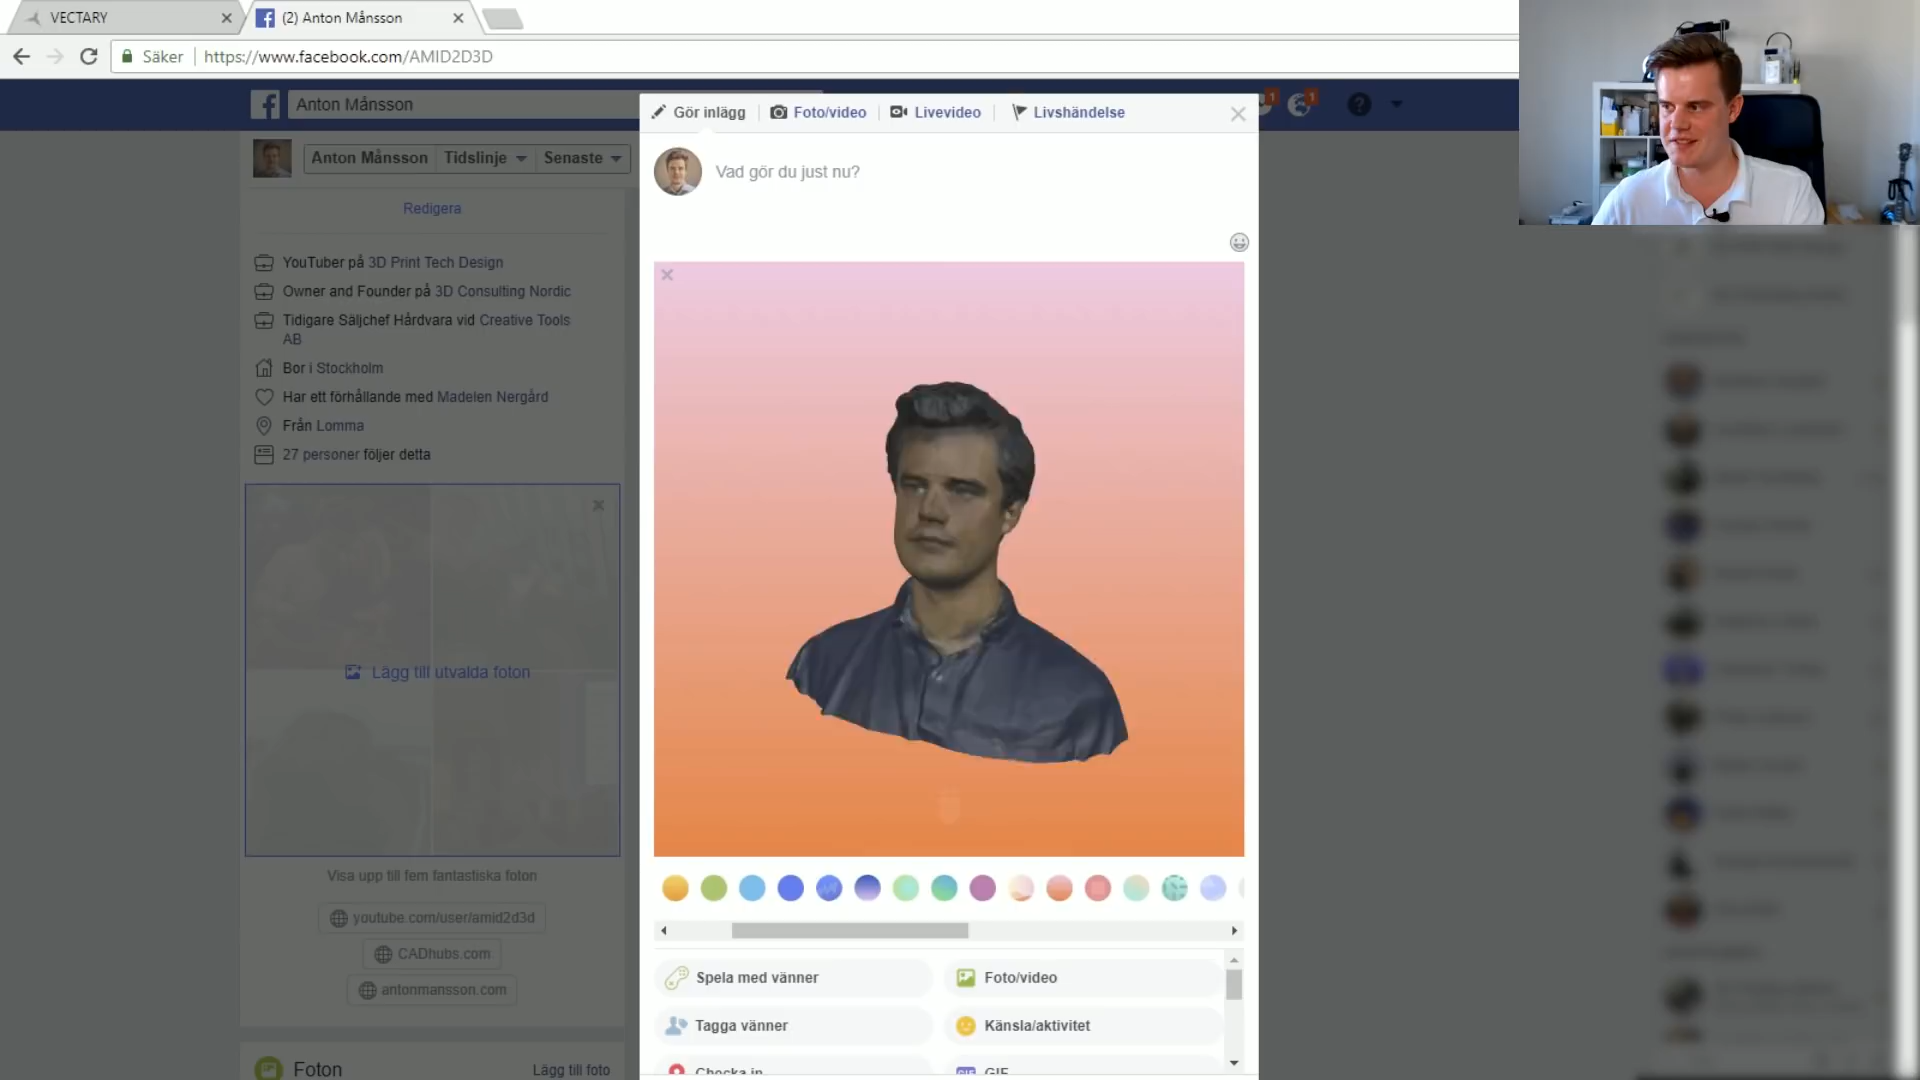 VECTARY
(2) Anton Månsson
Säker
https://www.facebook.com/AMID2D3D
Anton Månsson
1
1
Gör inlägg
Foto/video
Livevideo
Livshändelse
Anton Månsson
Tidslinje
Senaste
Vad gör du just nu?
Redigera
YouTuber på 3D Print Tech Design
Owner and Founder på 3D Consulting Nordic
Tidigare Säljchef Hårdvara vid Creative Tools
AB
Bor i Stockholm
Har ett förhållande med Madelen Nergård
Från Lomma
27 personer följer detta
Lägg till utvalda foton
Visa upp till fem fantastiska foton
youtube.com/user/amid2d3d
CADhubs.com
antonmansson.com
Foton
Lägg till foto
Spela med vänner
Foto/video
Tagga vänner
Känsla/aktivitet
Checka in
GIF